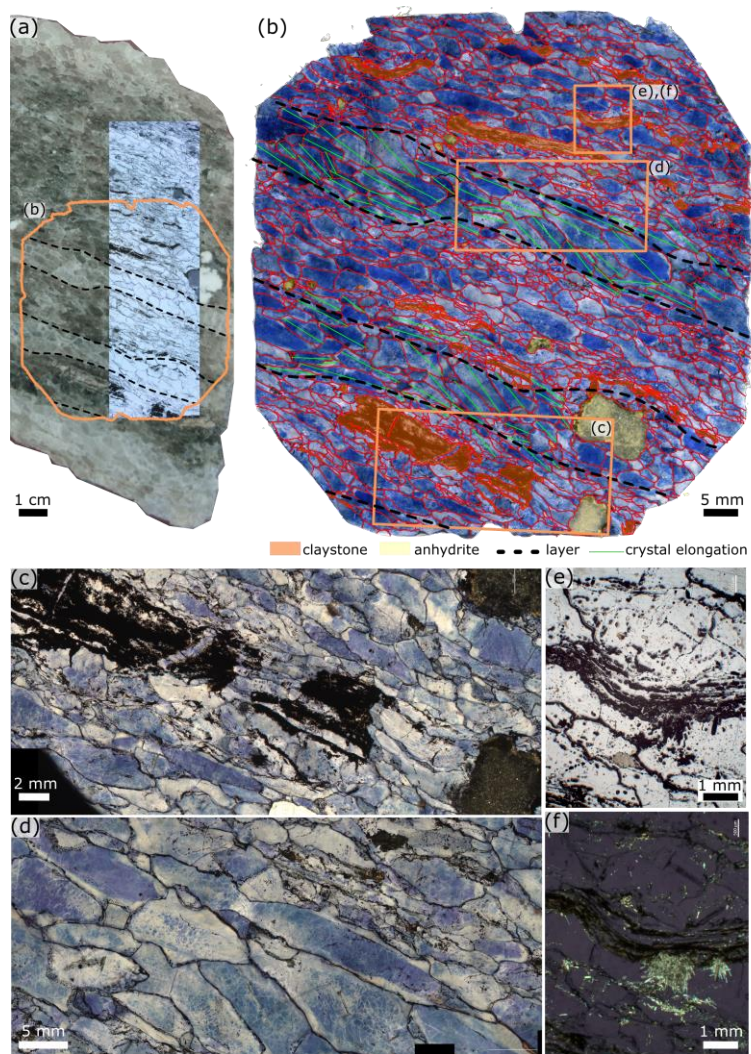 (a)
(b)
1 cm
(b)
(e),(f)
(d)
(c)
5 mm
claystone
anhydrite
layer
crystal elongation
(c)
2 mm
(d)
5 mm
(e)
1 mm
(f)
1 mm